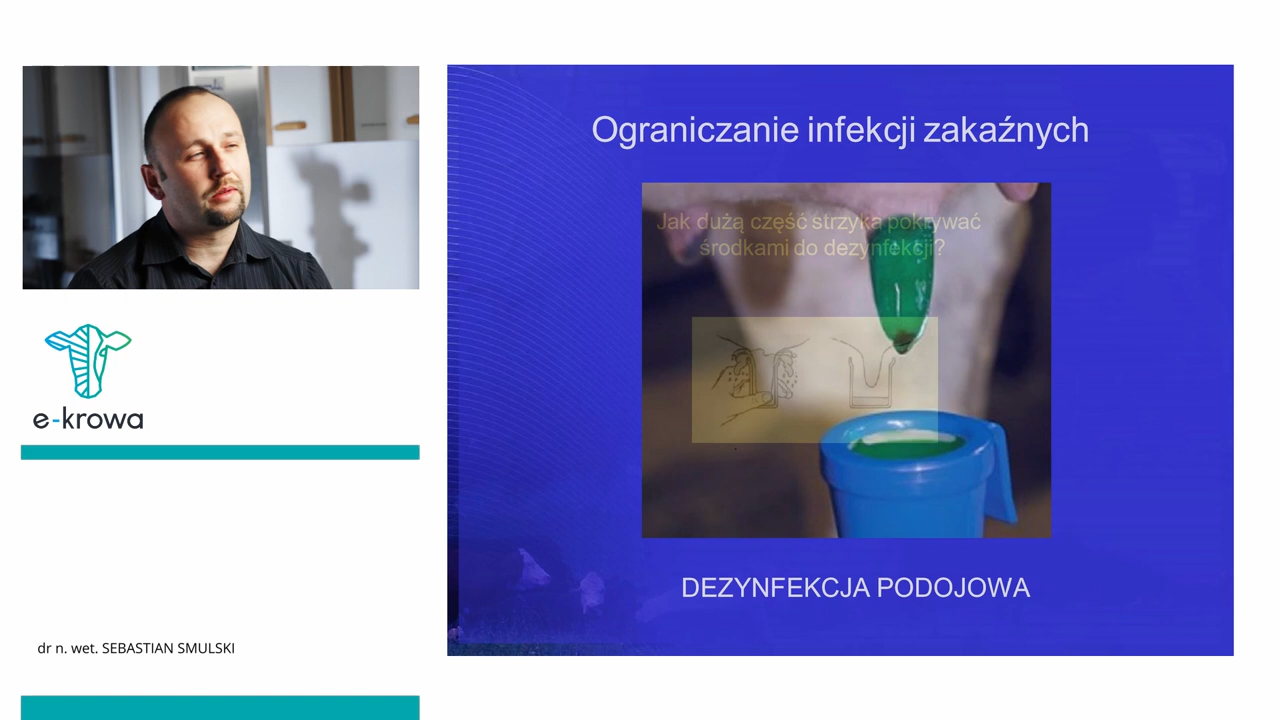 e-krowa
dr n. wet. SEBASTIAN SMULSKI
Ograniczanie infekcji zakaźnych
Jak dużą część strzyka pokrywać
środkami do dezynfekcji?
DEZYNFEKCJA PODOJOWA